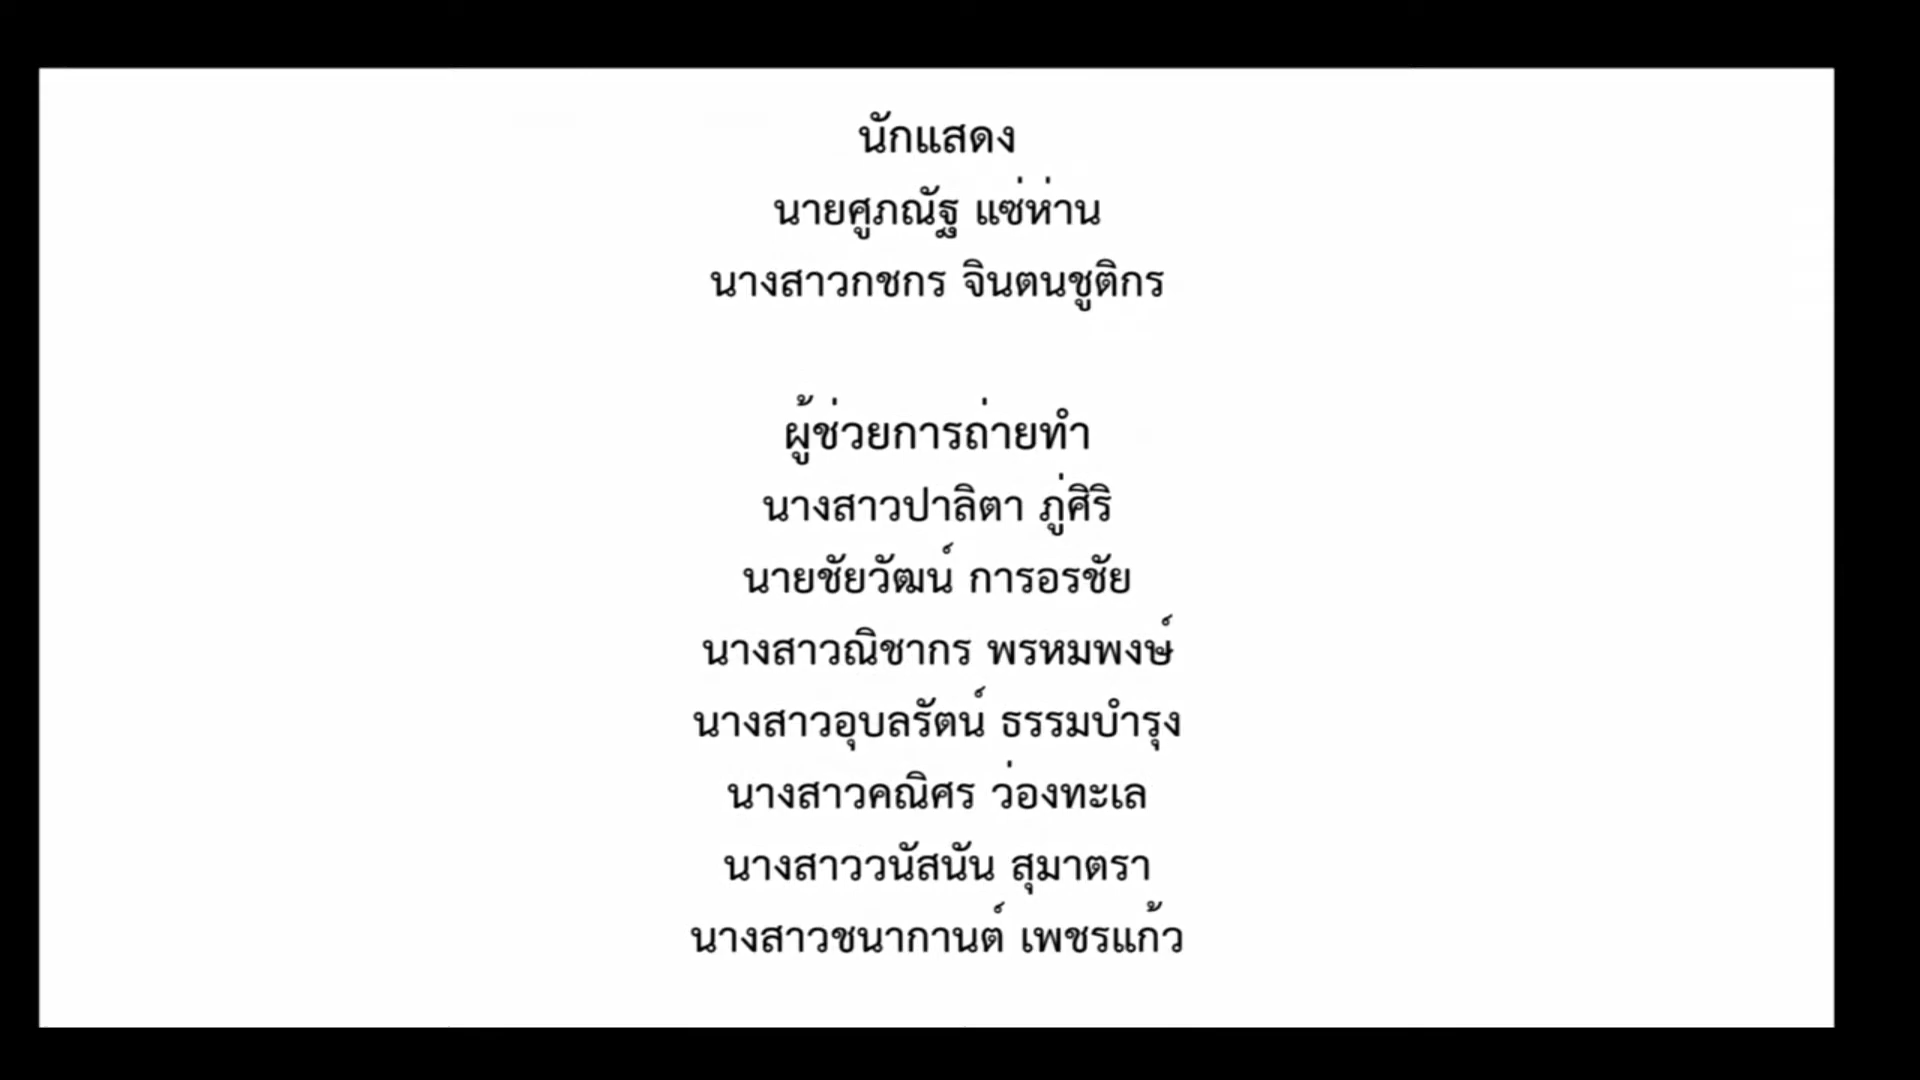 นักแสดง
นายศูภณัฐ แซ่ห่าน
นางสาวกชกร จินตนชูติกร
ผู้ช่วยการถ่ายทำ
นางสาวปาลิตา ภู่ศิริ
นายชัยวัฒน์ การอรชัย
นางสาวณิชากร พรหมพงษ์
นางสาวอุบลรัตน์ ธรรมบำรุง
นางสาวคณิศร ว่องทะเล
นางสาววนัสนัน สุมาตรา
นางสาวชนากานต์ เพชรแก้ว